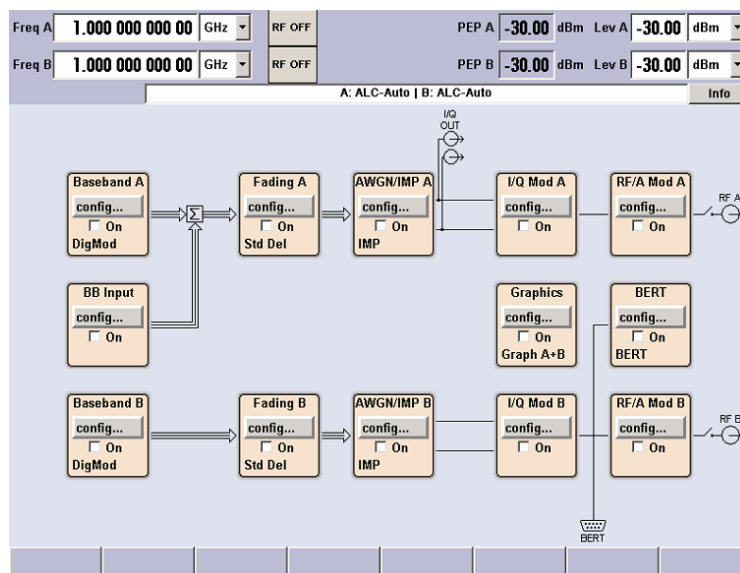 Freq A 1.000 000 000 00 GHz RF OFF PEP A -30.00 dBm Lev A -30.00 dBm
Freq B 1.000 000 000 00 GHz RF OFF PEP B -30.00 dBm Lev B -30.00 dBm
A: ALC-Auto | B: ALC-Auto Info
I/Q
OUT
Baseband A Fading A AWGN/IMP A I/Q Mod A RF/A Mod A
config... config... config... config... config... RF A
On Σ On On On On
DigMod Std Del IMP
BB Input Graphics BERT
config... config... config...
On On On
Graph A+B BERT
Baseband B Fading B AWGN/IMP B I/Q Mod B RF/A Mod B
config... config... config... config... config... RF B
On On On On On
DigMod Std Del IMP
BERT